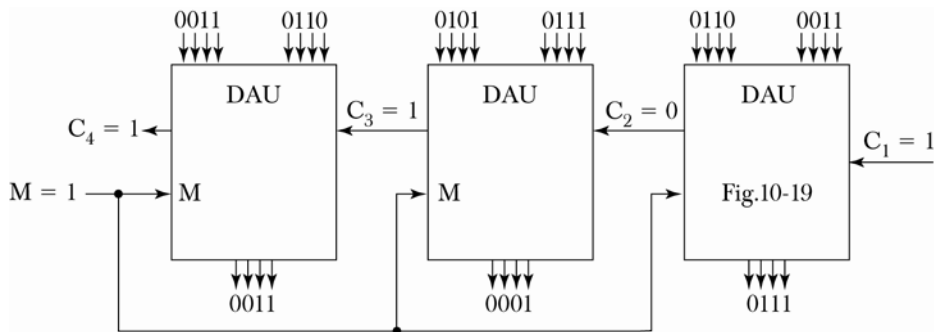 0011 0110 0101 0111 0110 0011
DAU DAU DAU
C4 = 1 C3 = 1 C2 = 0
C1 = 1
M = 1 M M Fig.10-19
0011 0001 0111